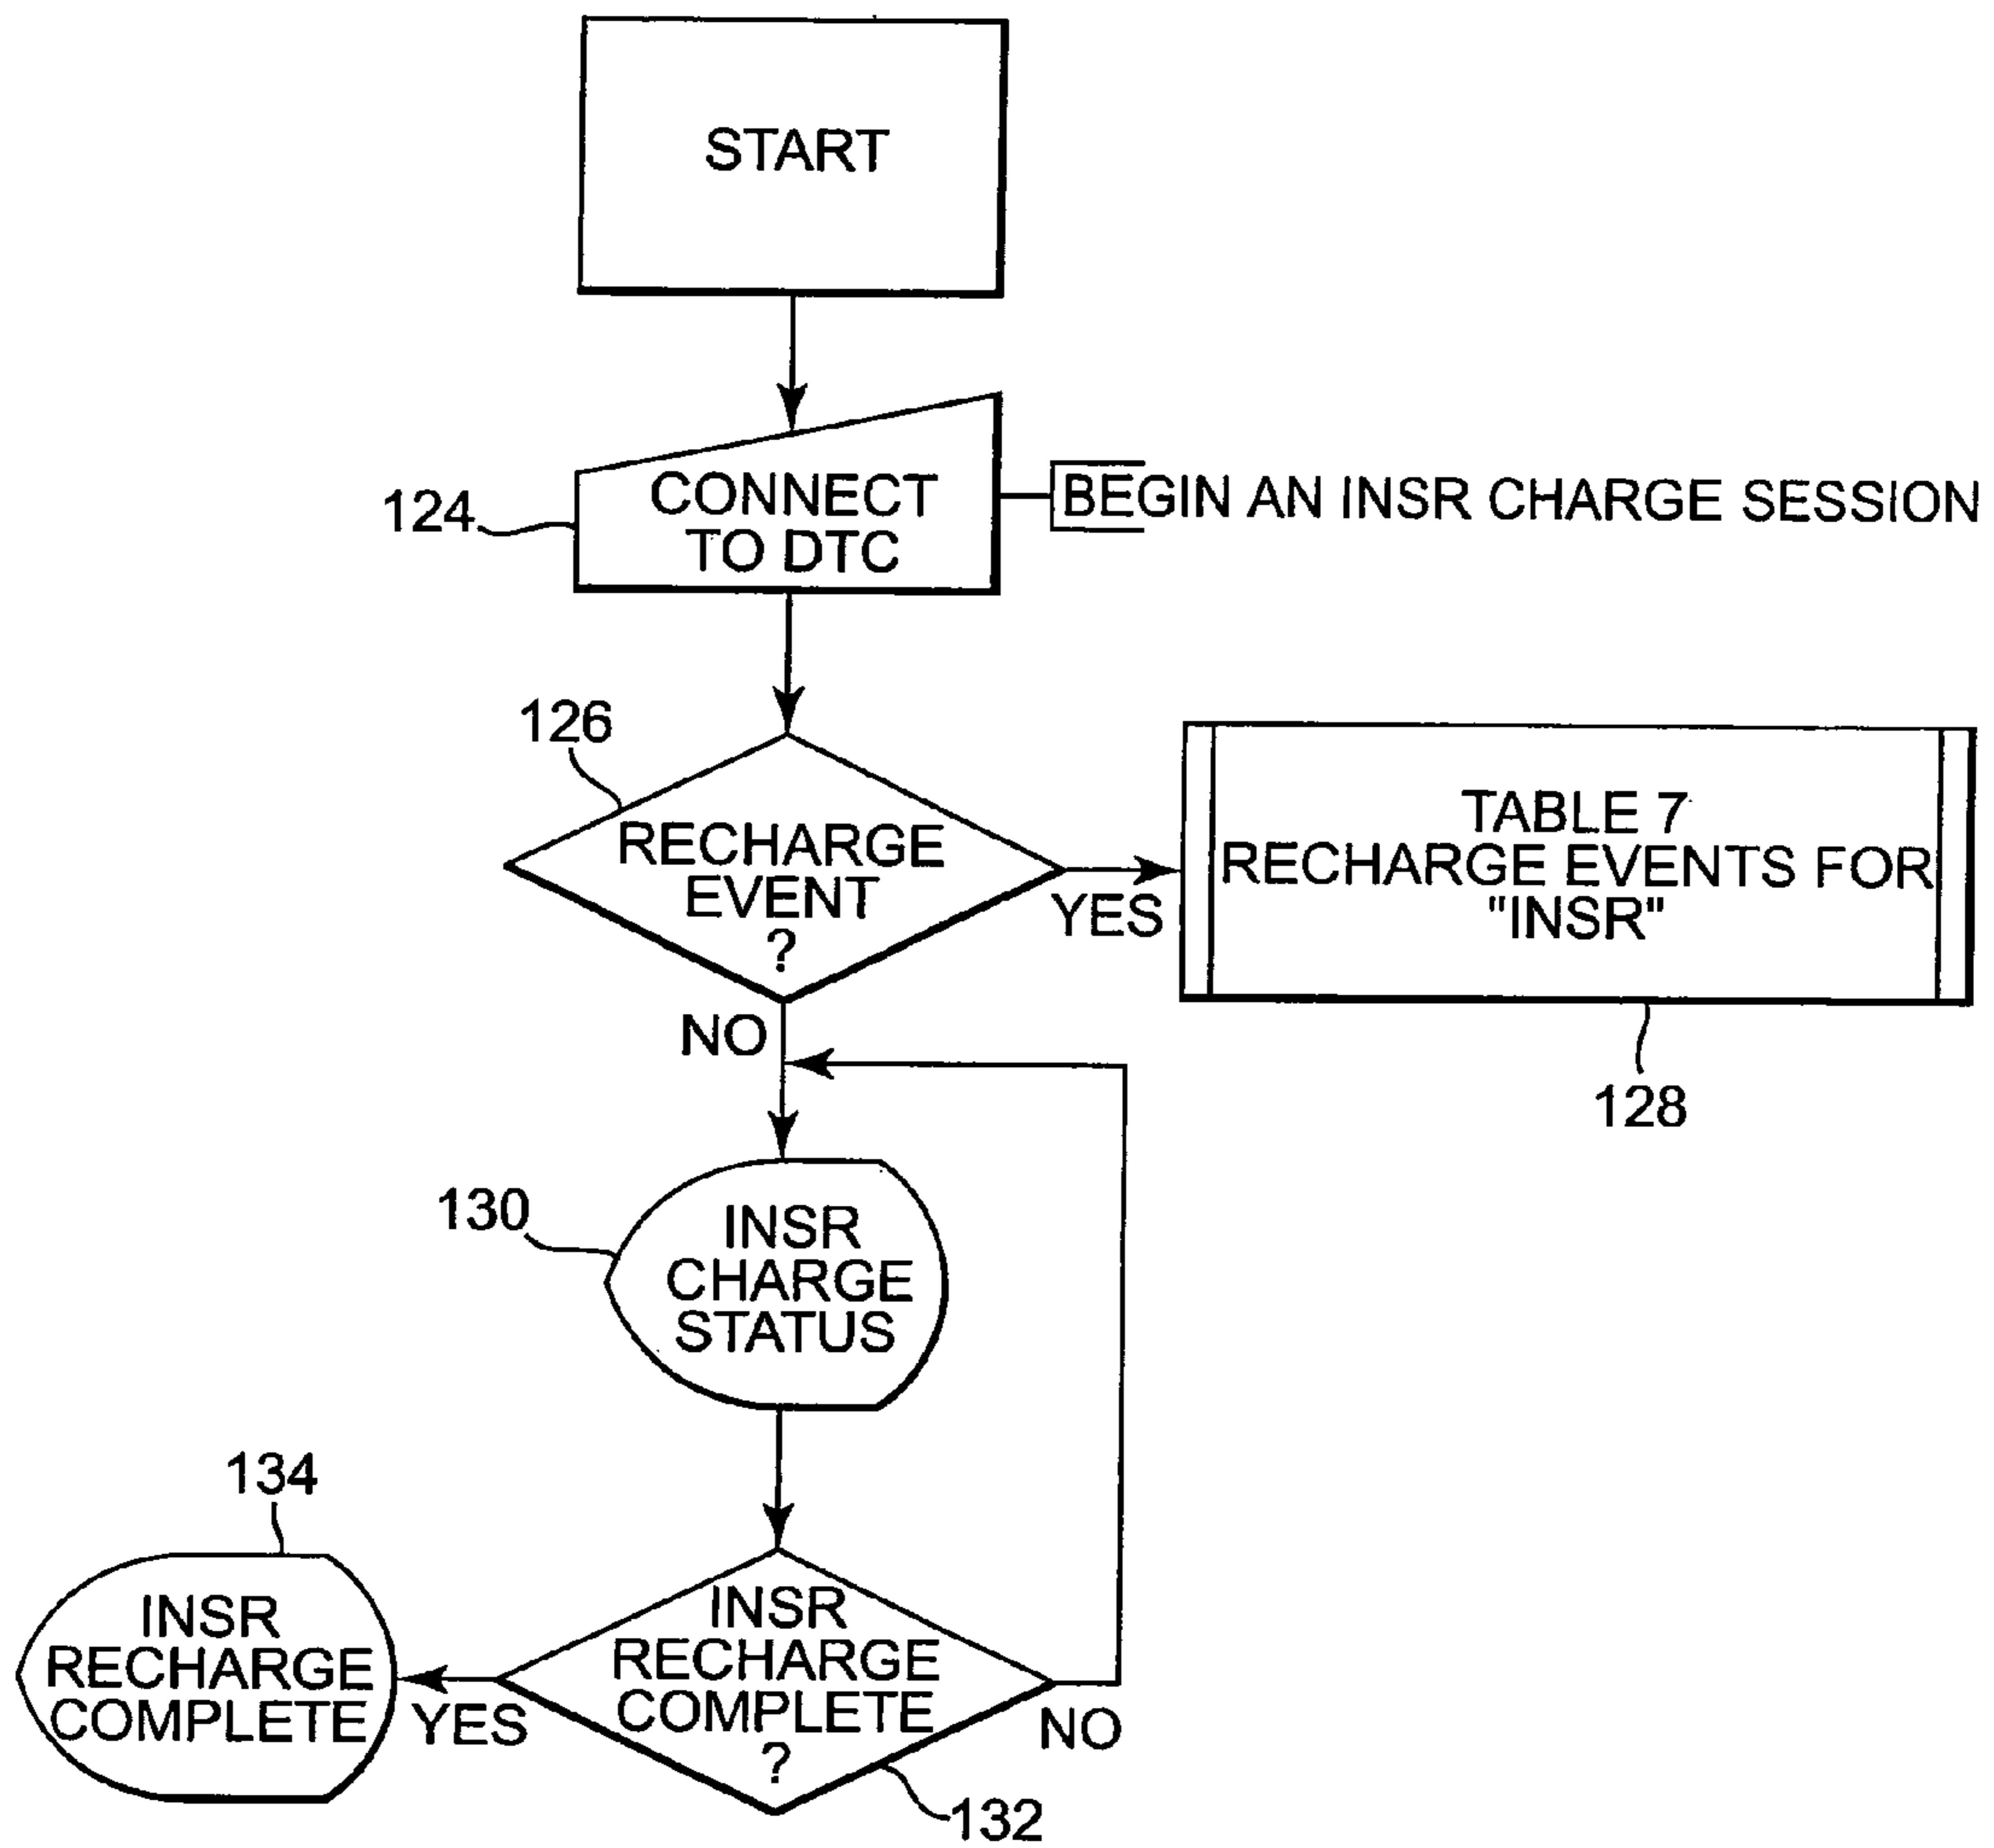 START
124
CONNECT
TO DTC
BEGIN AN INSR CHARGE SESSION
126
RECHARGE
EVENT
?
YES
TABLE 7
RECHARGE EVENTS FOR
"INSR"
128
NO
130
INSR
CHARGE
STATUS
134
INSR
RECHARGE
COMPLETE
YES
INSR
RECHARGE
COMPLETE
?
NO
132